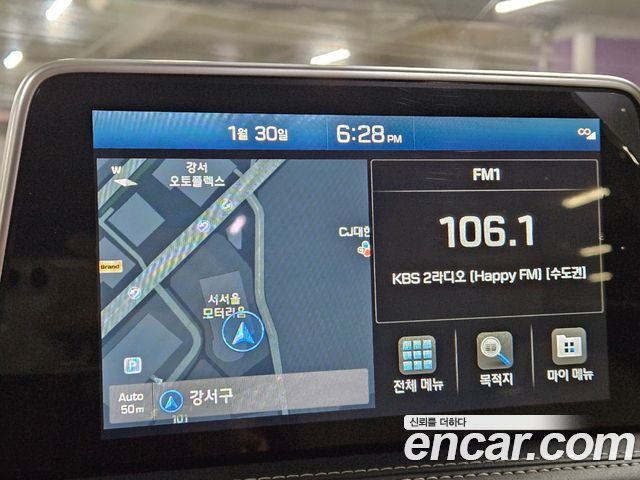 1월 30일
6:28 PM
W
강서
오토플렉스
CJ대한
Brand
서서울
모터리움
P
Auto
50m
강서구
101
FM1
106.1
KBS 2라디오 (Happy FM) [수도권]
전체 메뉴
목적지
마이 메뉴
신뢰를 더하다
encar.com